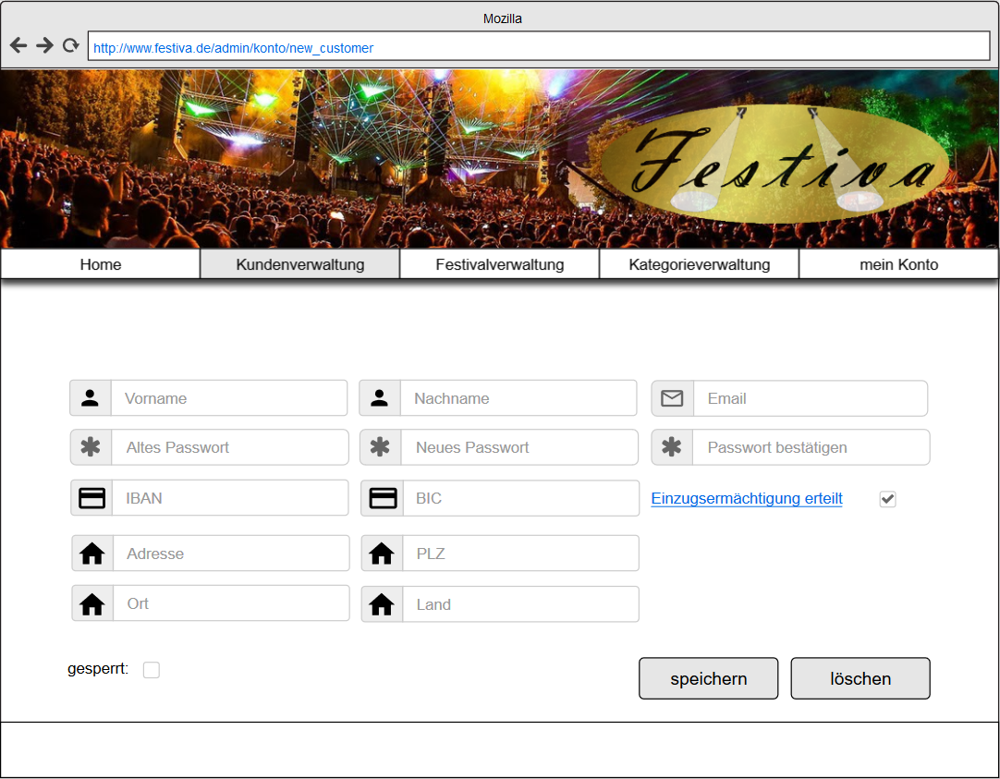 Mozilla
http://www.festiva.de/admin/konto/new_customer
Festiva
Home Kundenverwaltung Festivalverwaltung Kategorieverwaltung mein Konto
Vorname Nachname Email
Altes Passwort Neues Passwort Passwort bestätigen
IBAN BIC Einzugsermächtigung erteilt
Adresse PLZ
Ort Land
gesperrt:
speichern löschen